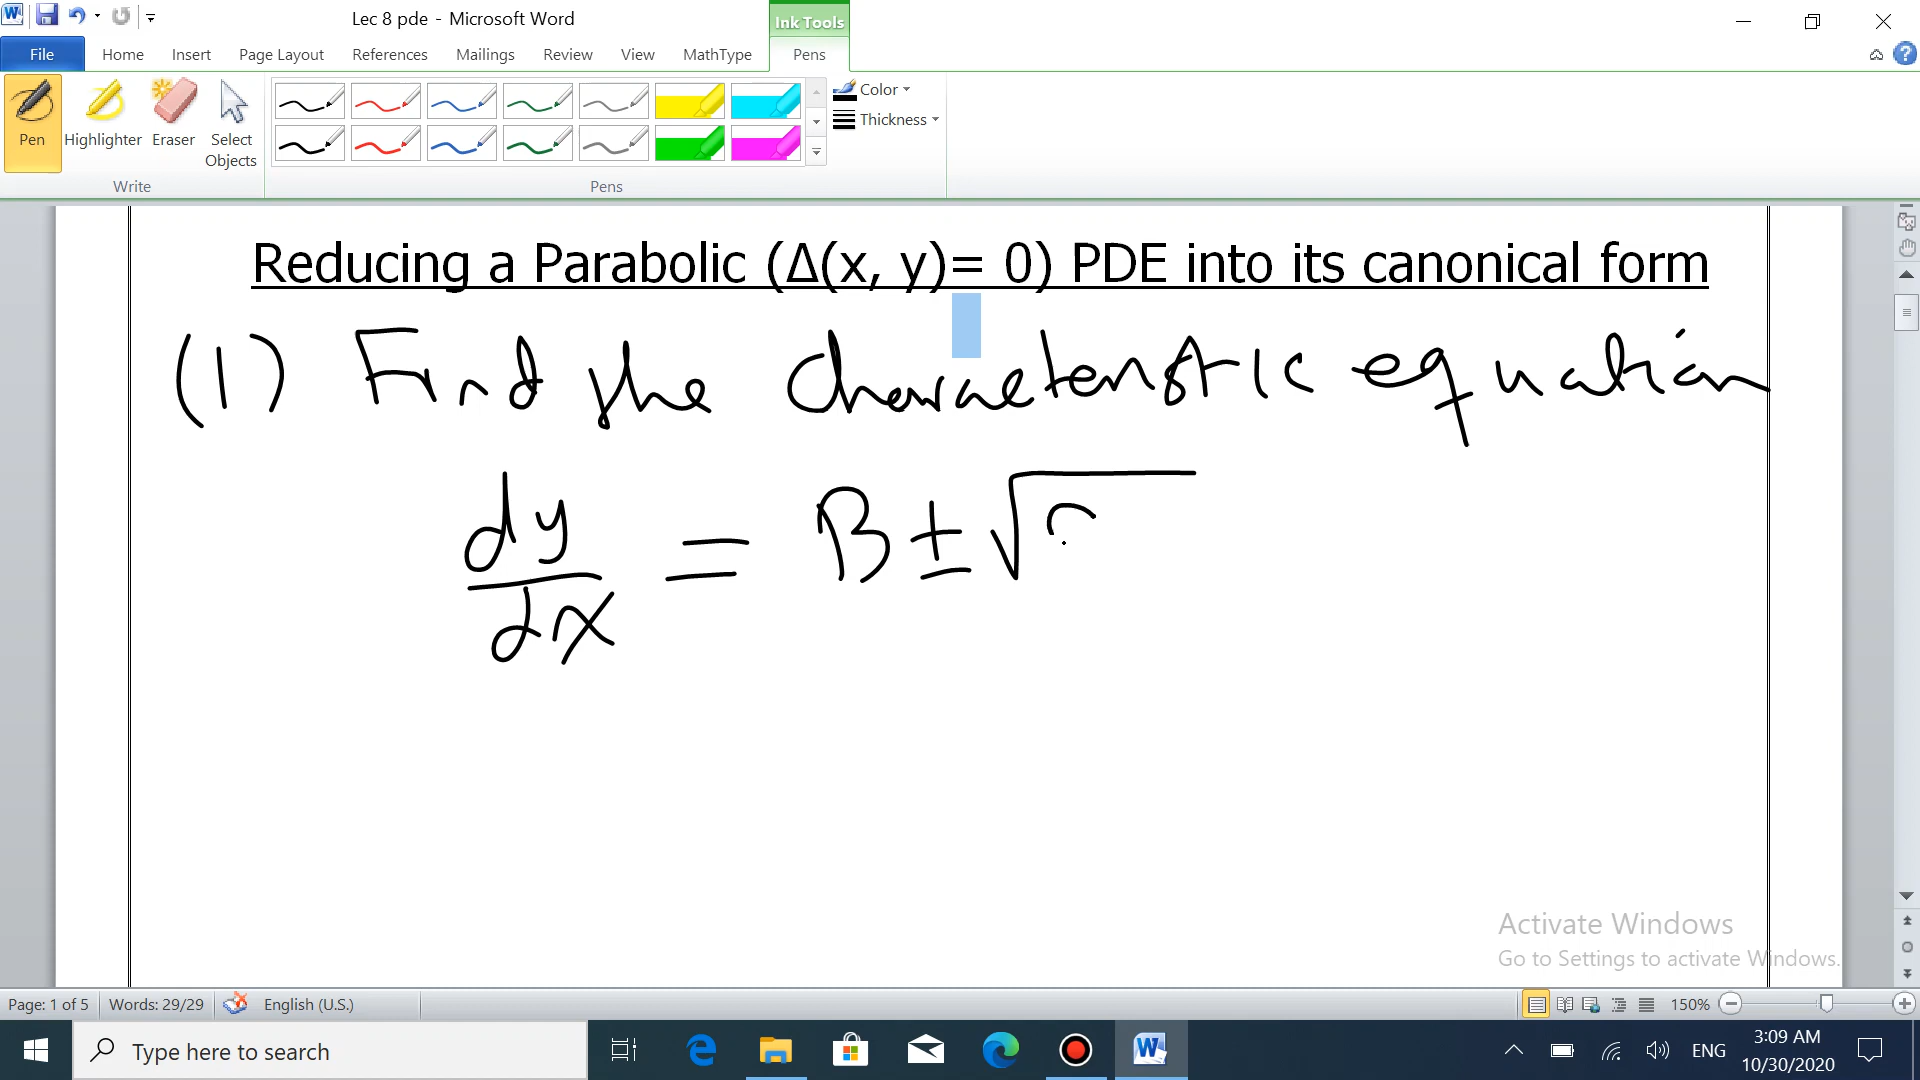 Lec 8 pde - Microsoft Word
Ink Tools
File Home Insert Page Layout References Mailings Review View MathType Pens
Pen Highlighter Eraser Select Objects
Color
Thickness
Write
Pens
Reducing a Parabolic (Δ(x, y)= 0) PDE into its canonical form
(1) Find the characteristic equation
dy/dx = B ± √
Activate Windows
Go to Settings to activate Windows.
Page: 1 of 5 Words: 29/29 English (U.S.) 150%
Type here to search
ENG
3:09 AM
10/30/2020